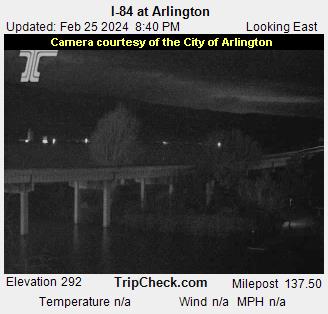 I-84 at Arlington
Updated: Feb 25 2024 8:40 PM Looking East
Camera courtesy of the City of Arlington
Elevation 292 TripCheck.com Milepost 137.50
Temperature n/a Wind n/a MPH n/a